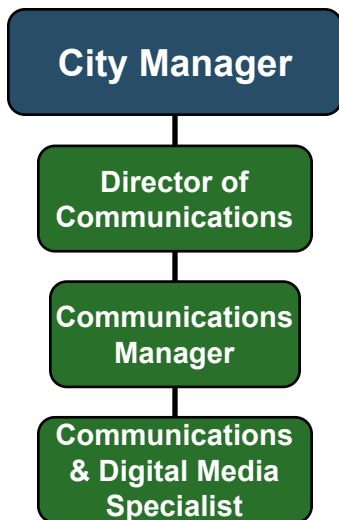 City Manager
Director of
Communications
Communications
Manager
Communications
& Digital Media
Specialist